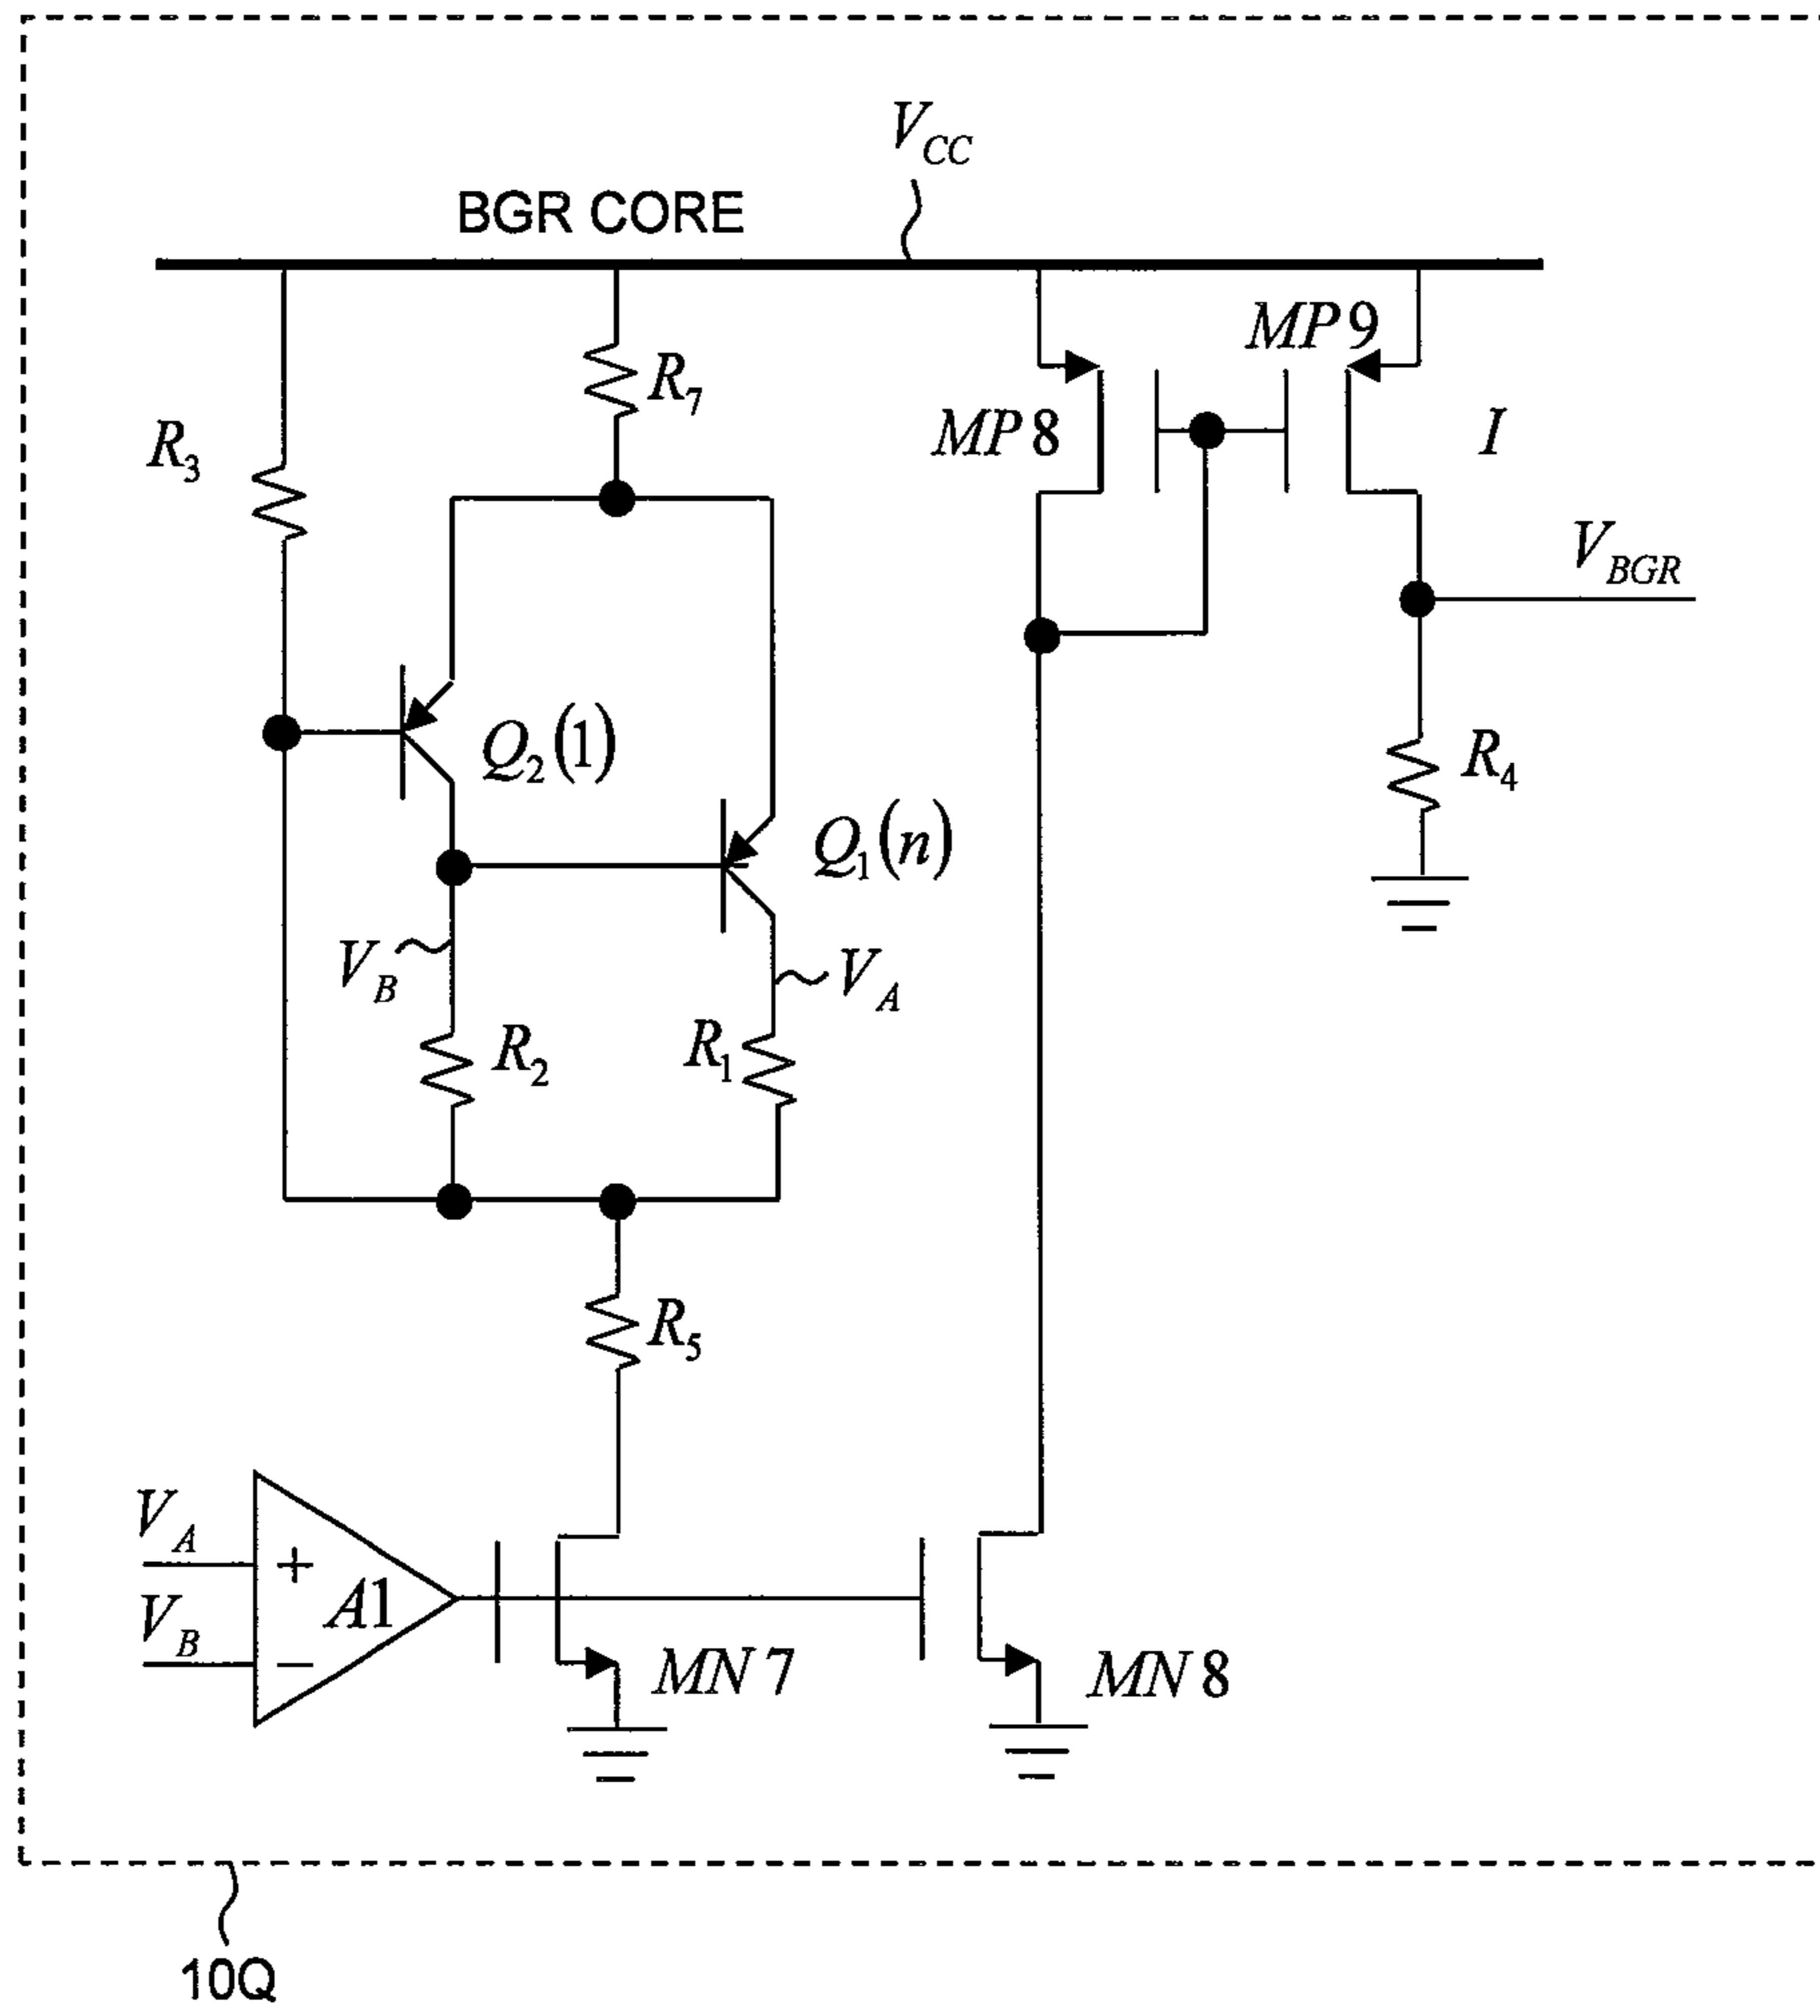 V_CC
BGR CORE
MP9
R_7
MP8
I
R_3
V_BGR
Q_2(1)
R_4
Q_1(n)
V_B
V_A
R_2
R_1
R_5
V_A
+
A1
V_B
−
MN7
MN8
10Q